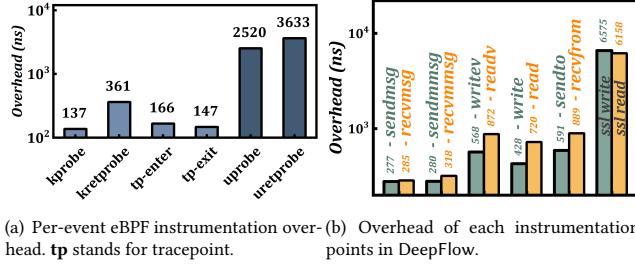 Overhead (ns)
10⁴
10³
10²
137
361
166
147
2520
3633
kprobe
kretprobe
tp-enter
tp-exit
uprobe
uretprobe
Overhead (ns)
10⁴
10³
277 - sendmsg
285 - recvmsg
280 - sendmmsg
318 - recvmmsg
568 - writev
872 - readv
428 - write
720 - read
591 - sendto
889 - recvfrom
6575
ssl write
6158
ssl read
(a) Per-event eBPF instrumentation over-
head. tp stands for tracepoint.
(b) Overhead of each instrumentation
points in DeepFlow.